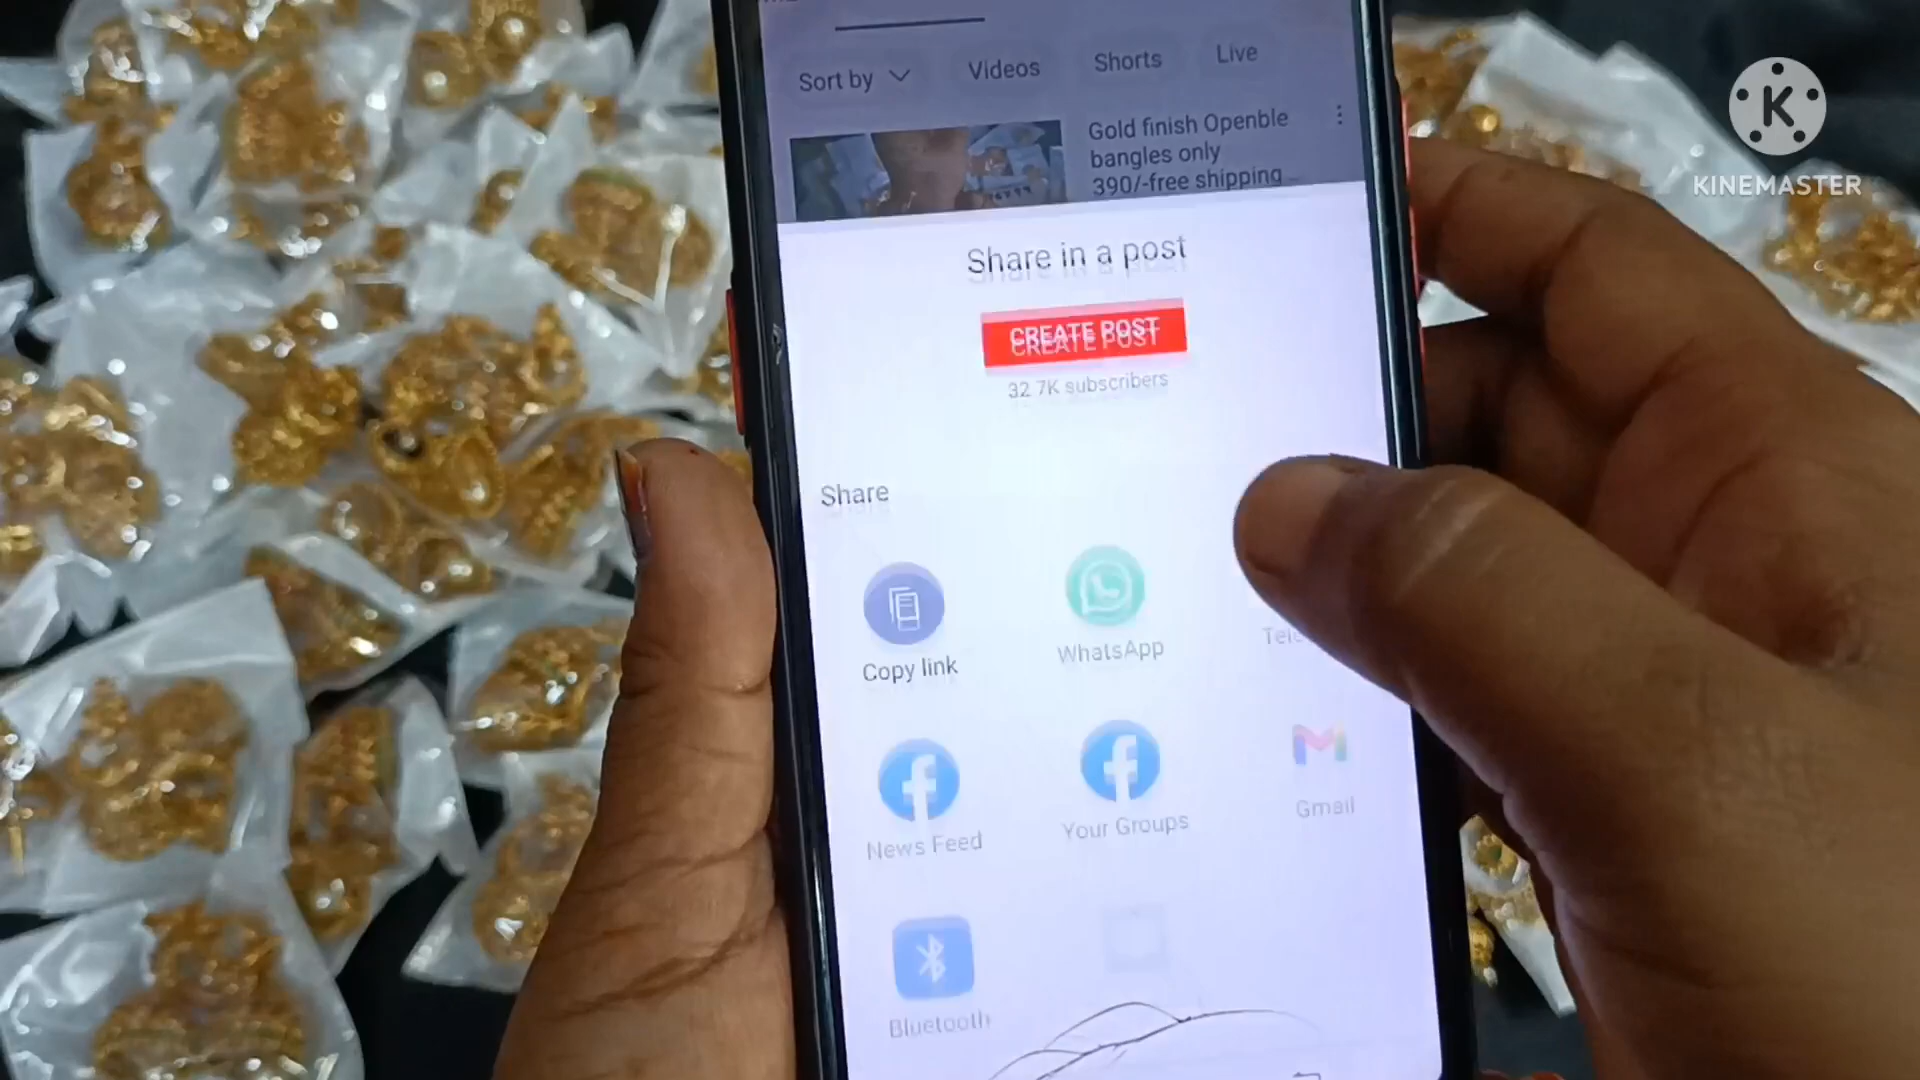 Sort by
Videos
Shorts
Live
Gold finish Openble
bangles only
390/-free shipping
K
KINEMASTER
Share in a post
CREATE POST
32.7K subscribers
Share
Copy link
WhatsApp
Tele
News Feed
Your Groups
Gmail
Bluetooth